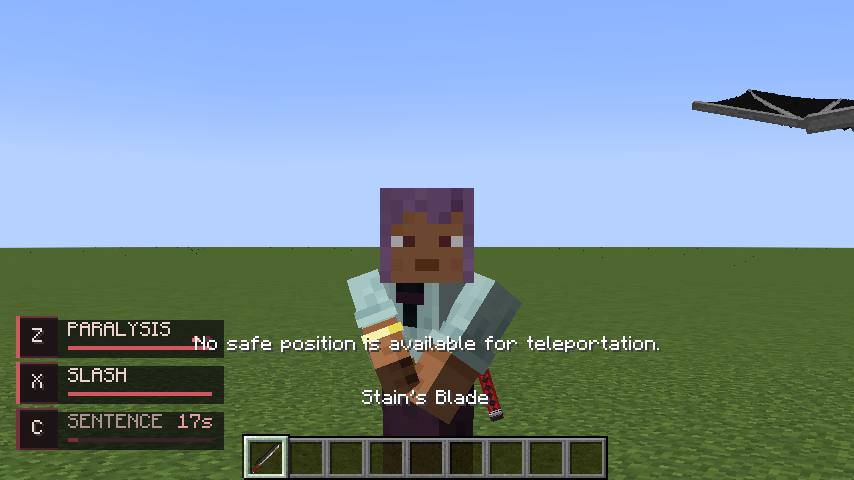 Z PARALYSIS
No safe position is available for teleportation.
X SLASH
Stain's Blade
C SENTENCE 17s